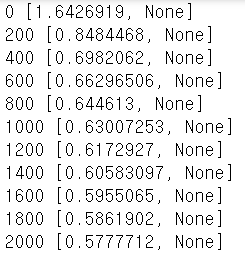 0 [1.6426919, None]
200 [0.8484468, None]
400 [0.6982062, None]
600 [0.66296506, None]
800 [0.644613, None]
1000 [0.63007253, None]
1200 [0.6172927, None]
1400 [0.60583097, None]
1600 [0.5955065, None]
1800 [0.5861902, None]
2000 [0.5777712, None]